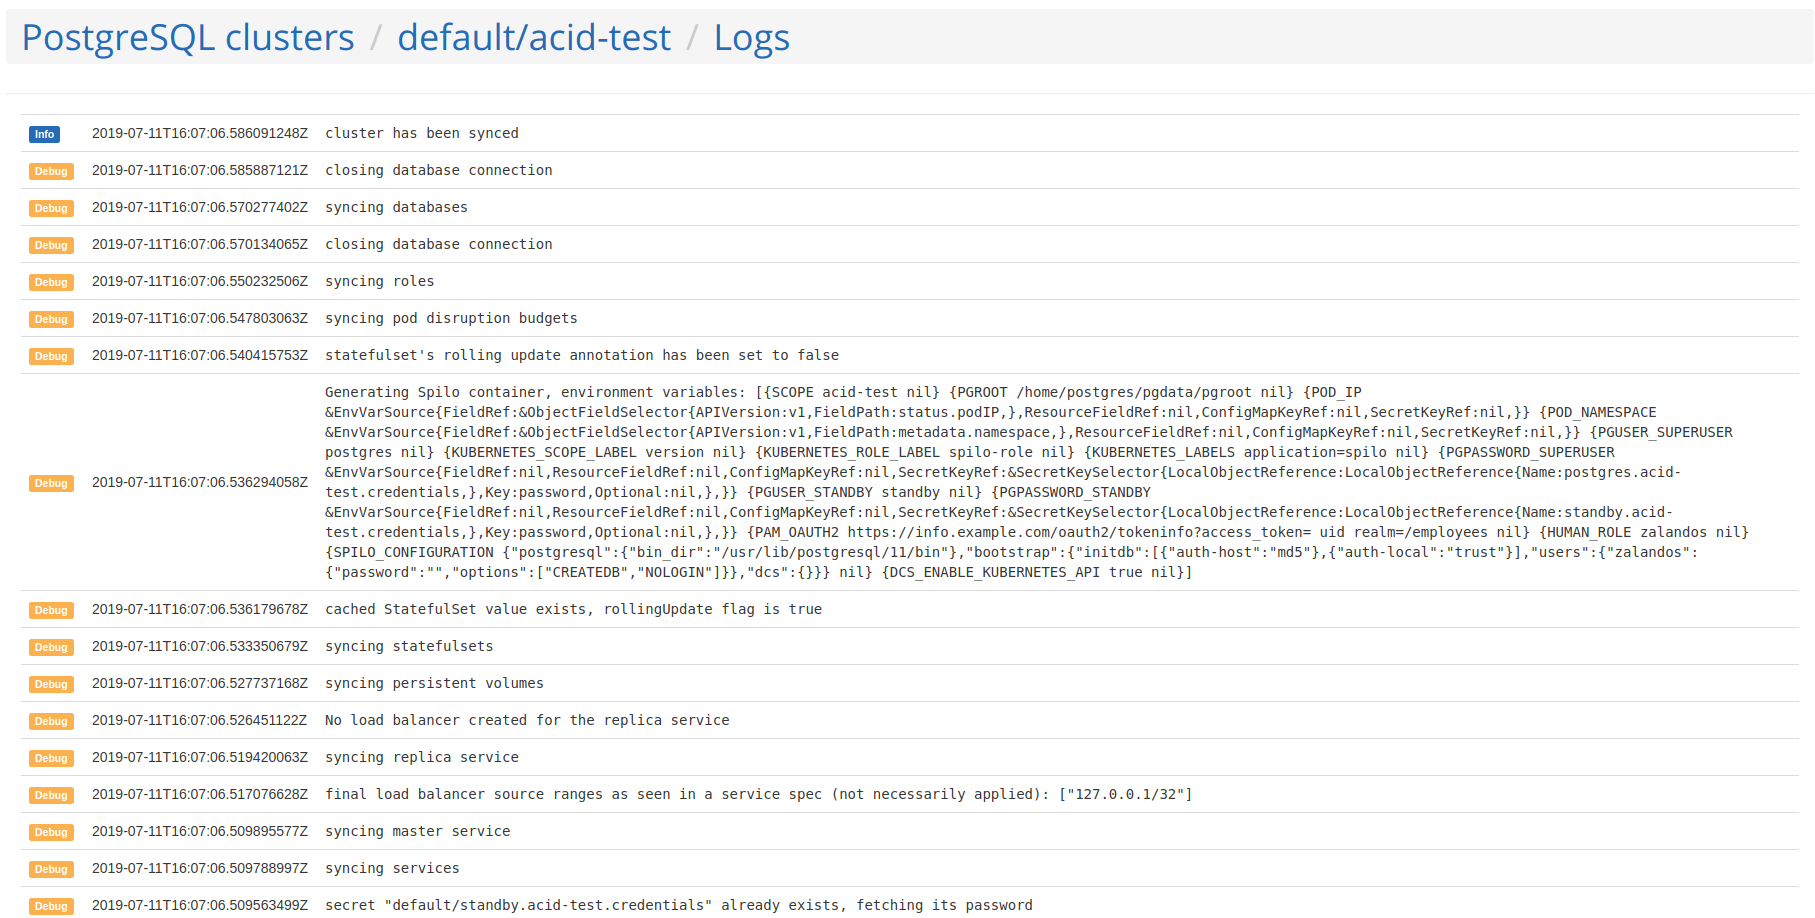 PostgreSQL clusters / default/acid-test / Logs
Info 2019-07-11T16:07:06.586091248Z cluster has been synced
Debug 2019-07-11T16:07:06.585887121Z closing database connection
Debug 2019-07-11T16:07:06.570277402Z syncing databases
Debug 2019-07-11T16:07:06.570134065Z closing database connection
Debug 2019-07-11T16:07:06.550232506Z syncing roles
Debug 2019-07-11T16:07:06.547803063Z syncing pod disruption budgets
Debug 2019-07-11T16:07:06.540415753Z statefulset's rolling update annotation has been set to false
Generating Spilo container, environment variables: [{SCOPE acid-test nil} {PGROOT /home/postgres/pgdata/pgroot nil} {POD_IP
&EnvVarSource{FieldRef:&ObjectFieldSelector{APIVersion:v1,FieldPath:status.podIP,},ResourceFieldRef:nil,ConfigMapKeyRef:nil,SecretKeyRef:nil,}} {POD_NAMESPACE
&EnvVarSource{FieldRef:&ObjectFieldSelector{APIVersion:v1,FieldPath:metadata.namespace,},ResourceFieldRef:nil,ConfigMapKeyRef:nil,SecretKeyRef:nil,}} {PGUSER_SUPERUSER
postgres nil} {KUBERNETES_SCOPE_LABEL version nil} {KUBERNETES_ROLE_LABEL spilo-role nil} {KUBERNETES_LABELS application=spilo nil} {PGPASSWORD_SUPERUSER
&EnvVarSource{FieldRef:nil,ResourceFieldRef:nil,ConfigMapKeyRef:nil,SecretKeyRef:&SecretKeySelector{LocalObjectReference:LocalObjectReference{Name:postgres.acid-
Debug 2019-07-11T16:07:06.536294058Z test.credentials,},Key:password,Optional:nil,},}} {PGUSER_STANDBY standby nil} {PGPASSWORD_STANDBY
&EnvVarSource{FieldRef:nil,ResourceFieldRef:nil,ConfigMapKeyRef:nil,SecretKeyRef:&SecretKeySelector{LocalObjectReference:LocalObjectReference{Name:standby.acid-
test.credentials,},Key:password,Optional:nil,},}} {PAM_OAUTH2 https://info.example.com/oauth2/tokeninfo?access_token= uid realm=/employees nil} {HUMAN_ROLE zalandos nil}
{SPILO_CONFIGURATION {"postgresql":{"bin_dir":"/usr/lib/postgresql/11/bin"},"bootstrap":{"initdb":[{"auth-host":"md5"},{"auth-local":"trust"}],"users":{"zalandos":
{"password":"","options":["CREATEDB","NOLOGIN"]}},"dcs":{}}} nil} {DCS_ENABLE_KUBERNETES_API true nil}]
Debug 2019-07-11T16:07:06.536179678Z cached StatefulSet value exists, rollingUpdate flag is true
Debug 2019-07-11T16:07:06.533350679Z syncing statefulsets
Debug 2019-07-11T16:07:06.527737168Z syncing persistent volumes
Debug 2019-07-11T16:07:06.526451122Z No load balancer created for the replica service
Debug 2019-07-11T16:07:06.519420063Z syncing replica service
Debug 2019-07-11T16:07:06.517076628Z final load balancer source ranges as seen in a service spec (not necessarily applied): ["127.0.0.1/32"]
Debug 2019-07-11T16:07:06.509895577Z syncing master service
Debug 2019-07-11T16:07:06.509788997Z syncing services
Debug 2019-07-11T16:07:06.509563499Z secret "default/standby.acid-test.credentials" already exists, fetching its password